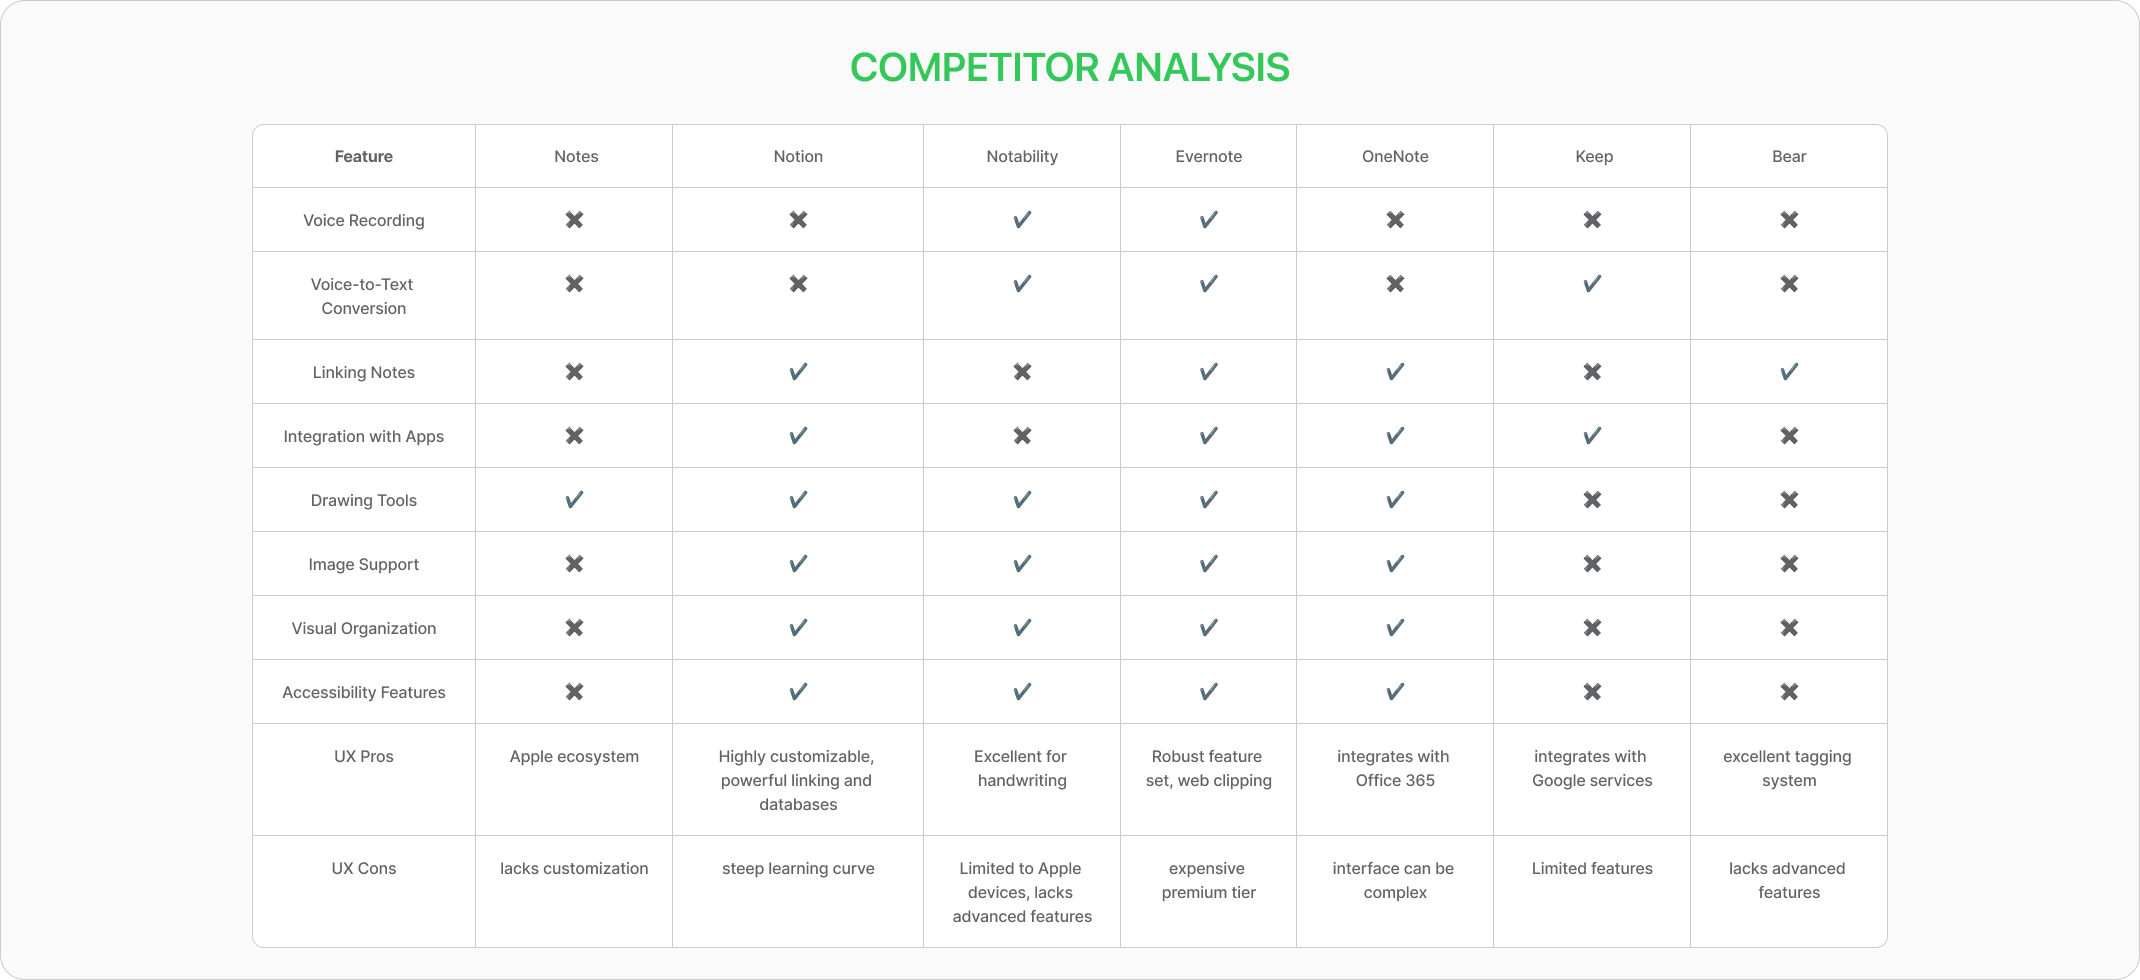 COMPETITOR ANALYSIS
Feature Notes Notion Notability Evernote OneNote Keep Bear
Voice Recording ✖ ✖ ✔ ✔ ✖ ✖ ✖
Voice-to-Text
Conversion ✖ ✖ ✔ ✔ ✖ ✔ ✖
Linking Notes ✖ ✔ ✖ ✔ ✔ ✖ ✔
Integration with Apps ✖ ✔ ✖ ✔ ✔ ✔ ✖
Drawing Tools ✔ ✔ ✔ ✔ ✔ ✖ ✖
Image Support ✖ ✔ ✔ ✔ ✔ ✖ ✖
Visual Organization ✖ ✔ ✔ ✔ ✔ ✖ ✖
Accessibility Features ✖ ✔ ✔ ✔ ✔ ✖ ✖
UX Pros
Apple ecosystem
Highly customizable,
powerful linking and
databases
Excellent for
handwriting
Robust feature
set, web clipping
integrates with
Office 365
integrates with
Google services
excellent tagging
system
UX Cons
lacks customization
steep learning curve
Limited to Apple
devices, lacks
advanced features
expensive
premium tier
interface can be
complex
Limited features
lacks advanced
features